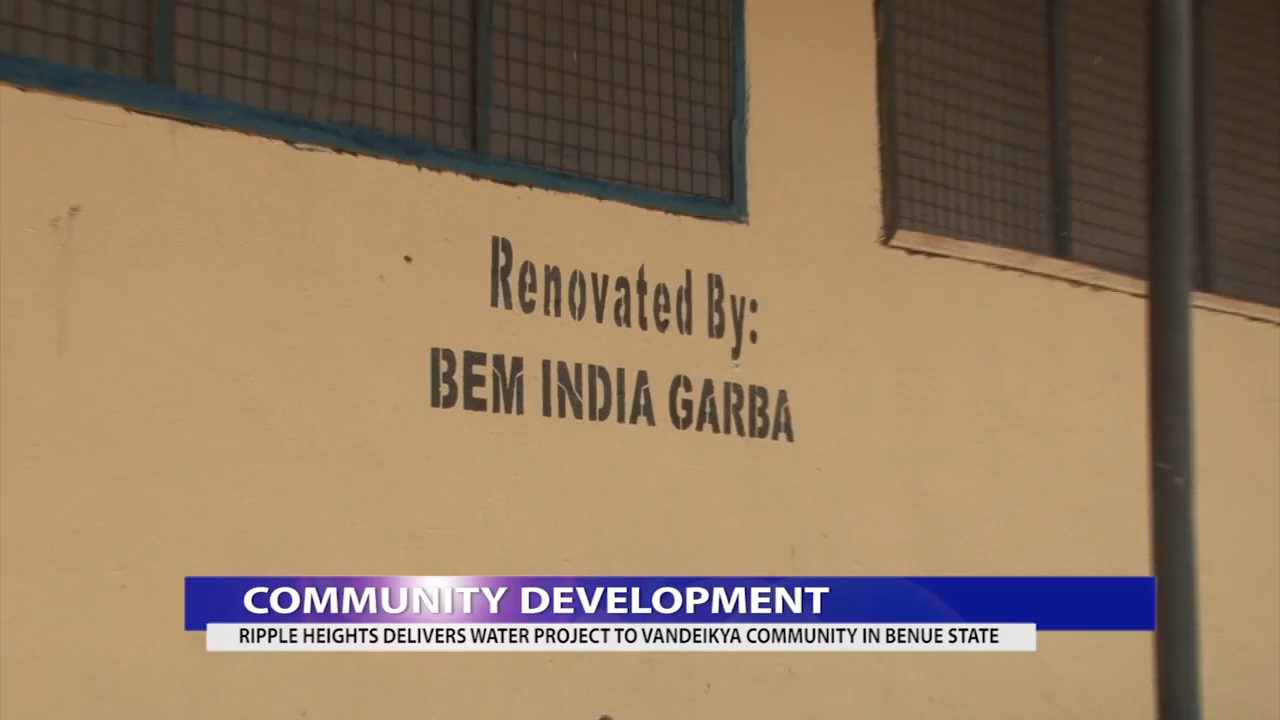 Renovated By:
BEM INDIA GARBA
COMMUNITY DEVELOPMENT
RIPPLE HEIGHTS DELIVERS WATER PROJECT TO VANDEIKYA COMMUNITY IN BENUE STATE